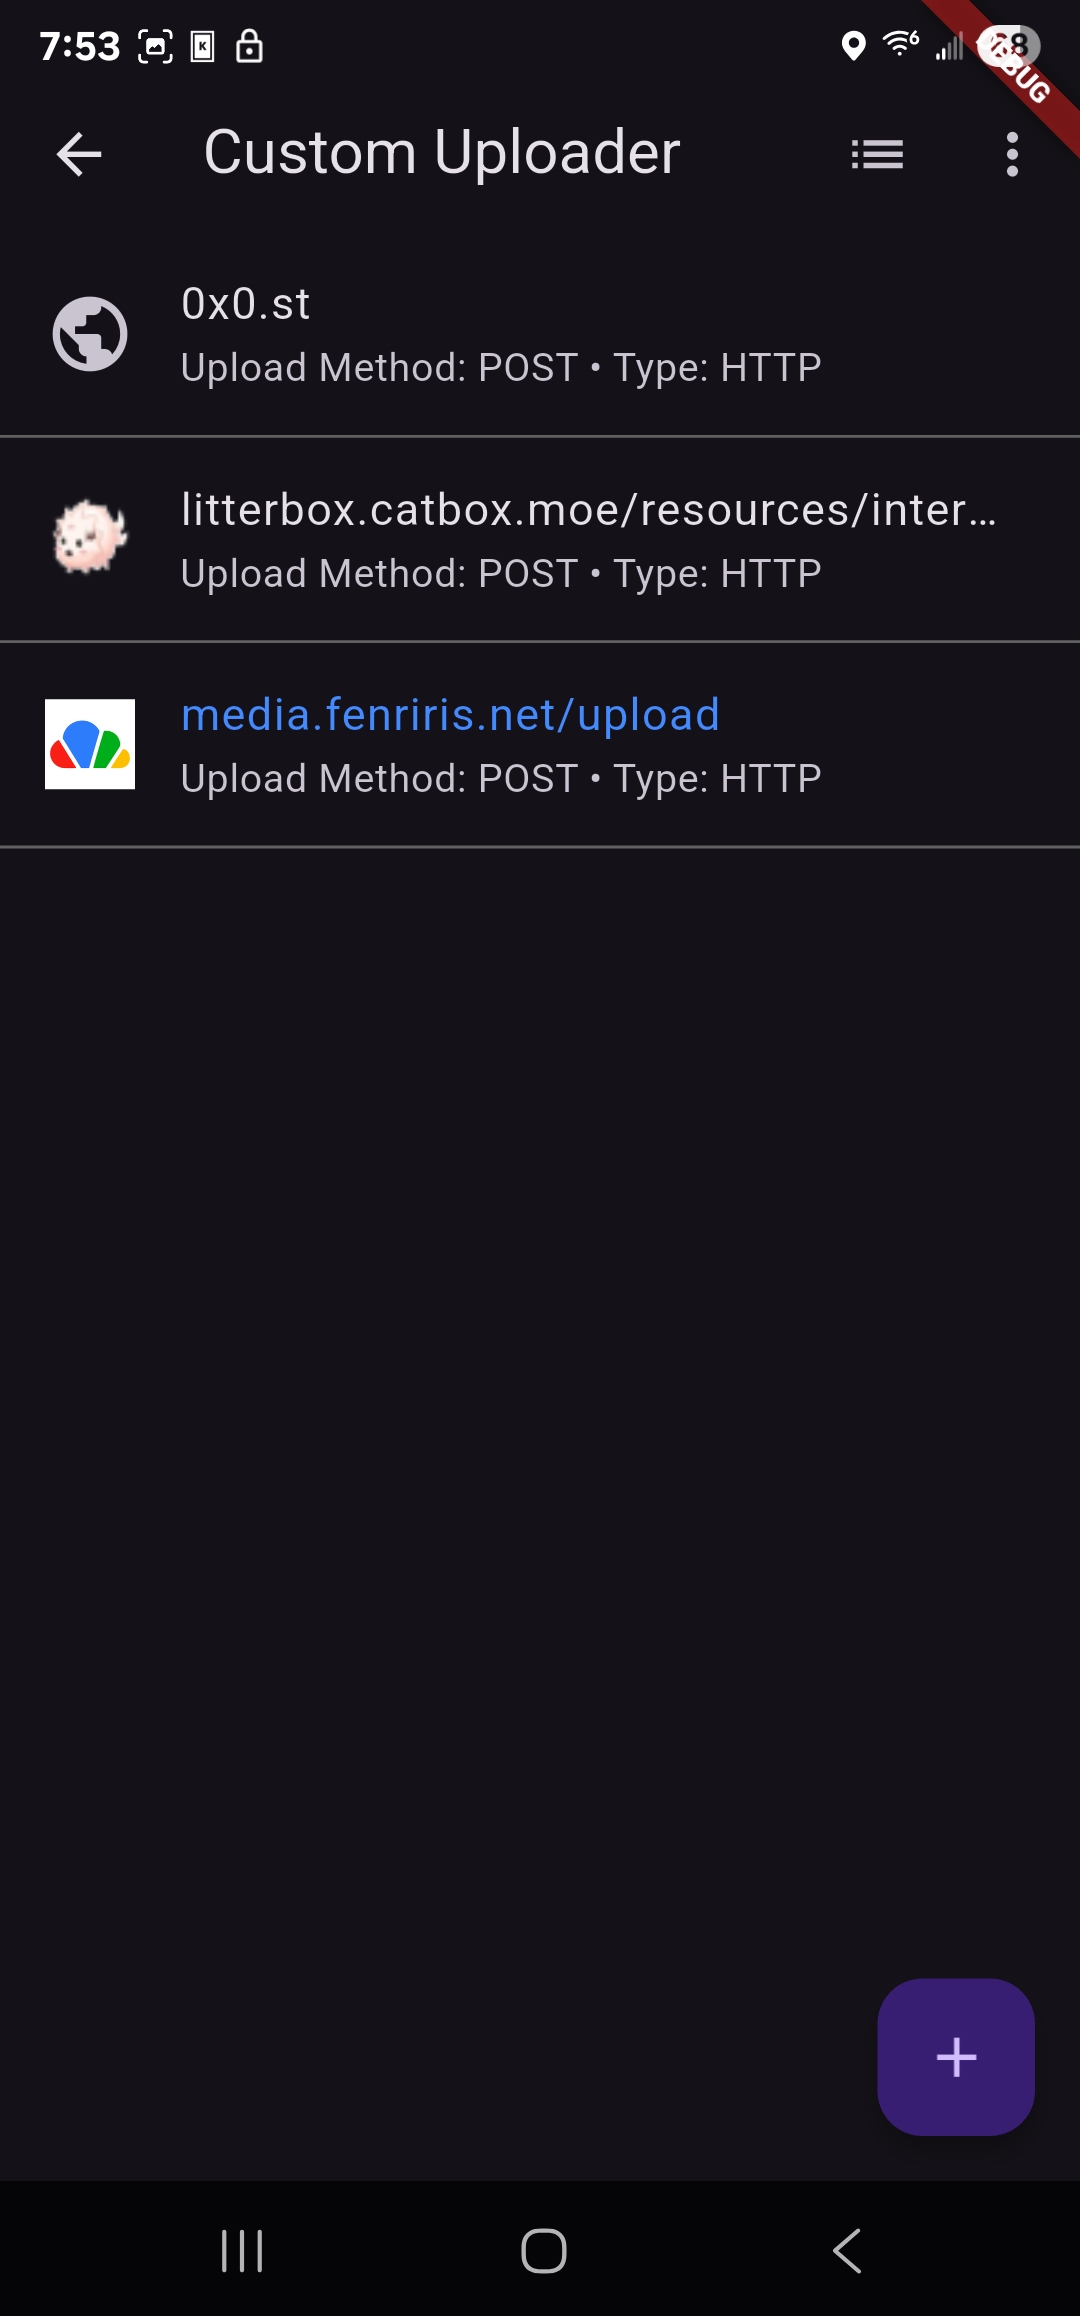 7:53
Custom Uploader
0x0.st
Upload Method: POST • Type: HTTP
litterbox.catbox.moe/resources/inter…
Upload Method: POST • Type: HTTP
media.fenriris.net/upload
Upload Method: POST • Type: HTTP